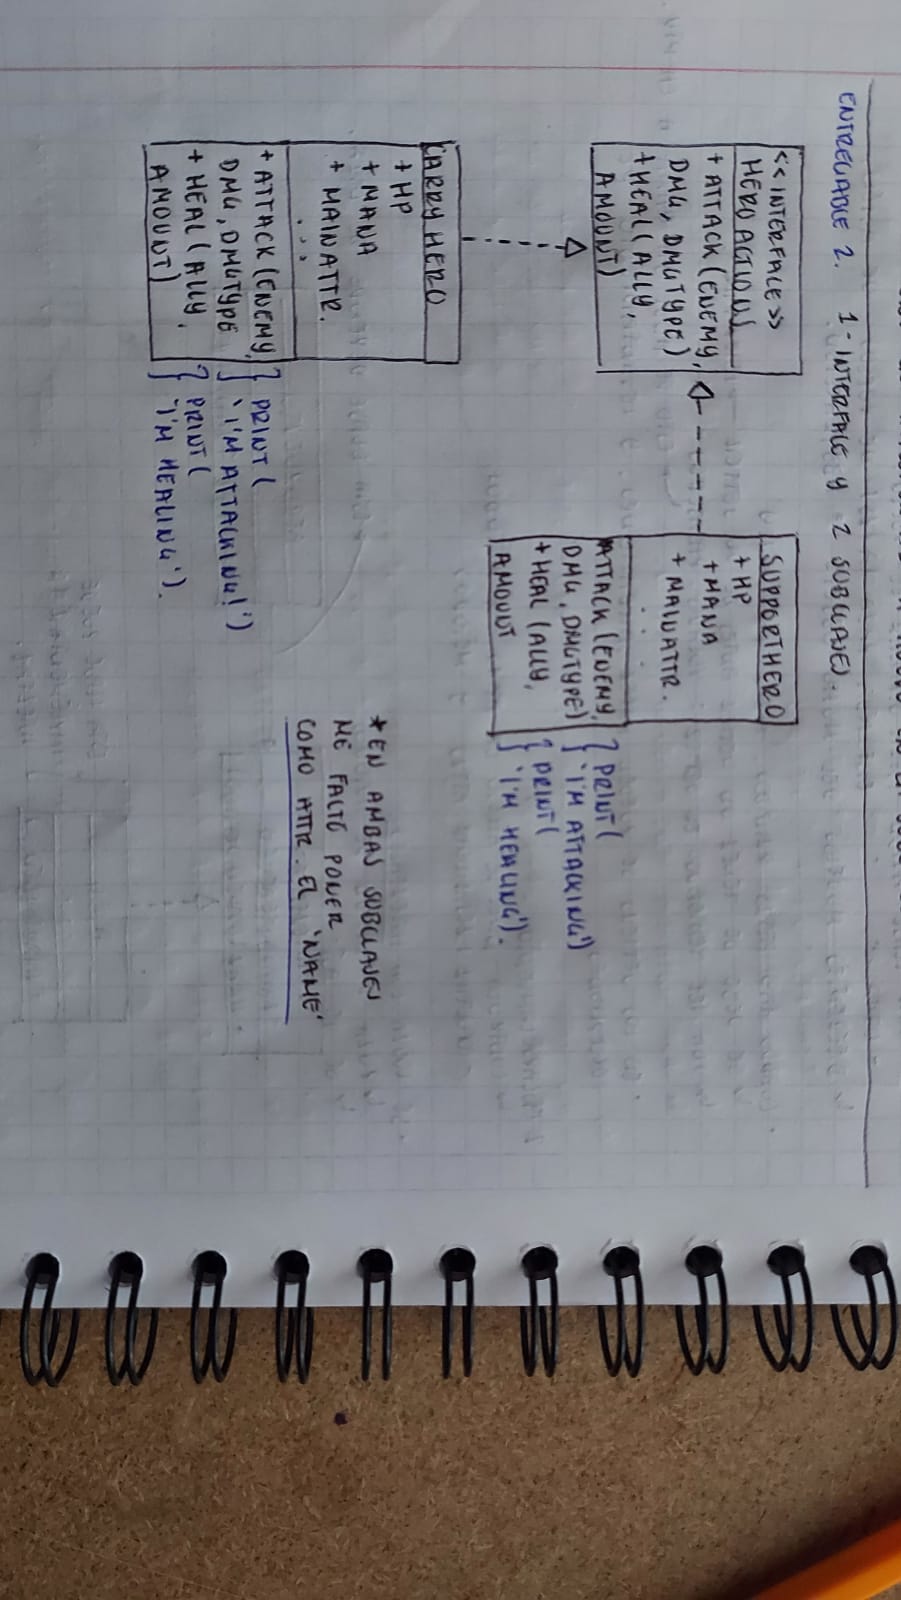 ENTREGABLE 2. 1- INTERFACE Y 2 SUBCLASES.
<<INTERFACE>>
HERO ACTIONS
+ ATTACK (ENEMY,
DMG, DMGTYPE)
+ HEAL (ALLY,
AMOUNT)
SUPPORTHERO
+ HP
+ MANA
+ MAINATTR.
...
ATTACK (ENEMY,
DMG, DMGTYPE)
+ HEAL (ALLY,
AMOUNT
} PRINT(
} 'I'M ATTACKING')
} PRINT(
} 'I'M HEALING').
CARRY HERO
+ HP
+ MANA
+ MAINATTR.
...
+ ATTACK (ENEMY,
DMG, DMGTYPE
+ HEAL (ALLY,
AMOUNT)
} PRINT(
} 'I'M ATTACKING!')
} PRINT(
} 'I'M HEALING').
*EN AMBAS SUBCLASES
ME FALTÓ PONER
COMO ATTR. EL 'NAME'